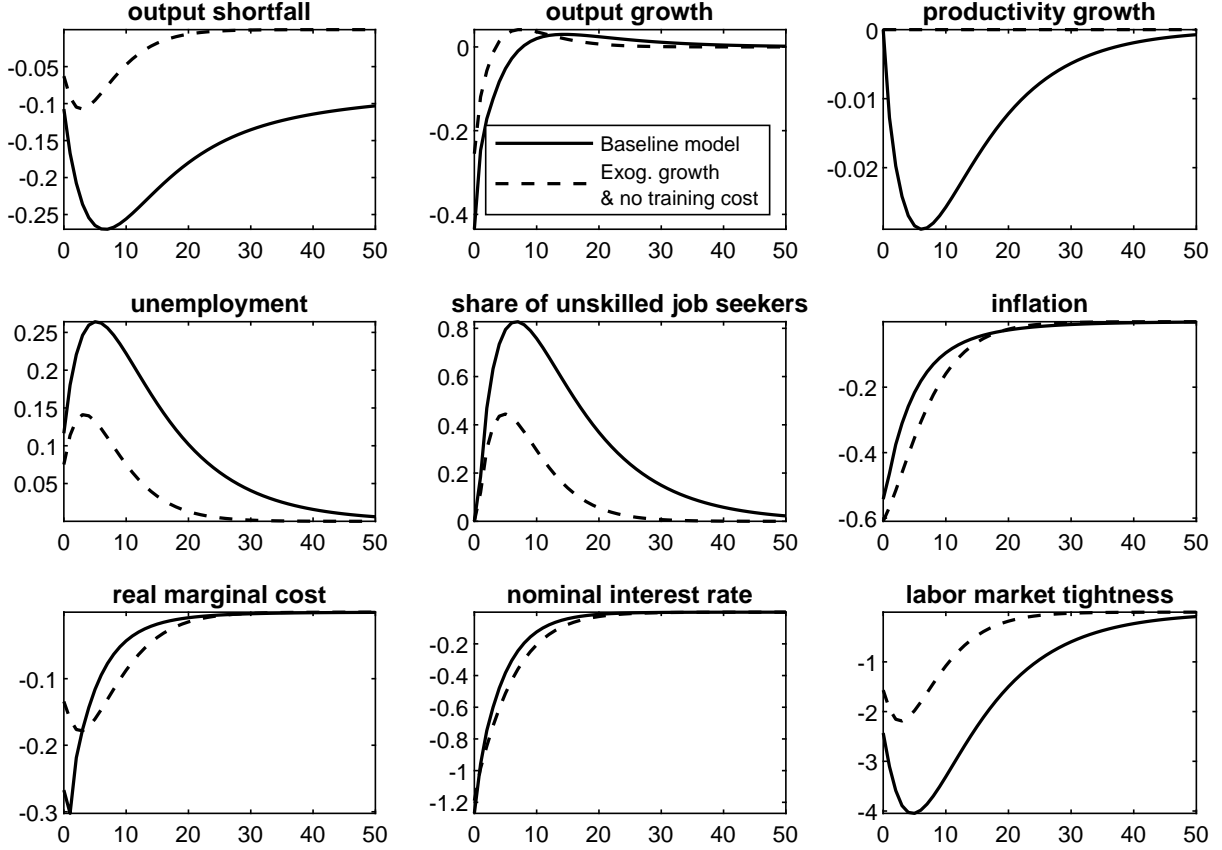 output shortfall
output growth
productivity growth
-0.05
-0.1
-0.15
-0.2
-0.25
0 10 20 30 40 50
0
-0.2
-0.4
0 10 20 30 40 50
Baseline model
Exog. growth
& no training cost
0
-0.01
-0.02
0 10 20 30 40 50
unemployment
share of unskilled job seekers
inflation
0.25
0.2
0.15
0.1
0.05
0 10 20 30 40 50
0.8
0.6
0.4
0.2
0
0 10 20 30 40 50
-0.2
-0.4
-0.6
0 10 20 30 40 50
real marginal cost
nominal interest rate
labor market tightness
-0.1
-0.2
-0.3
0 10 20 30 40 50
-0.2
-0.4
-0.6
-0.8
-1
-1.2
0 10 20 30 40 50
-1
-2
-3
-4
0 10 20 30 40 50